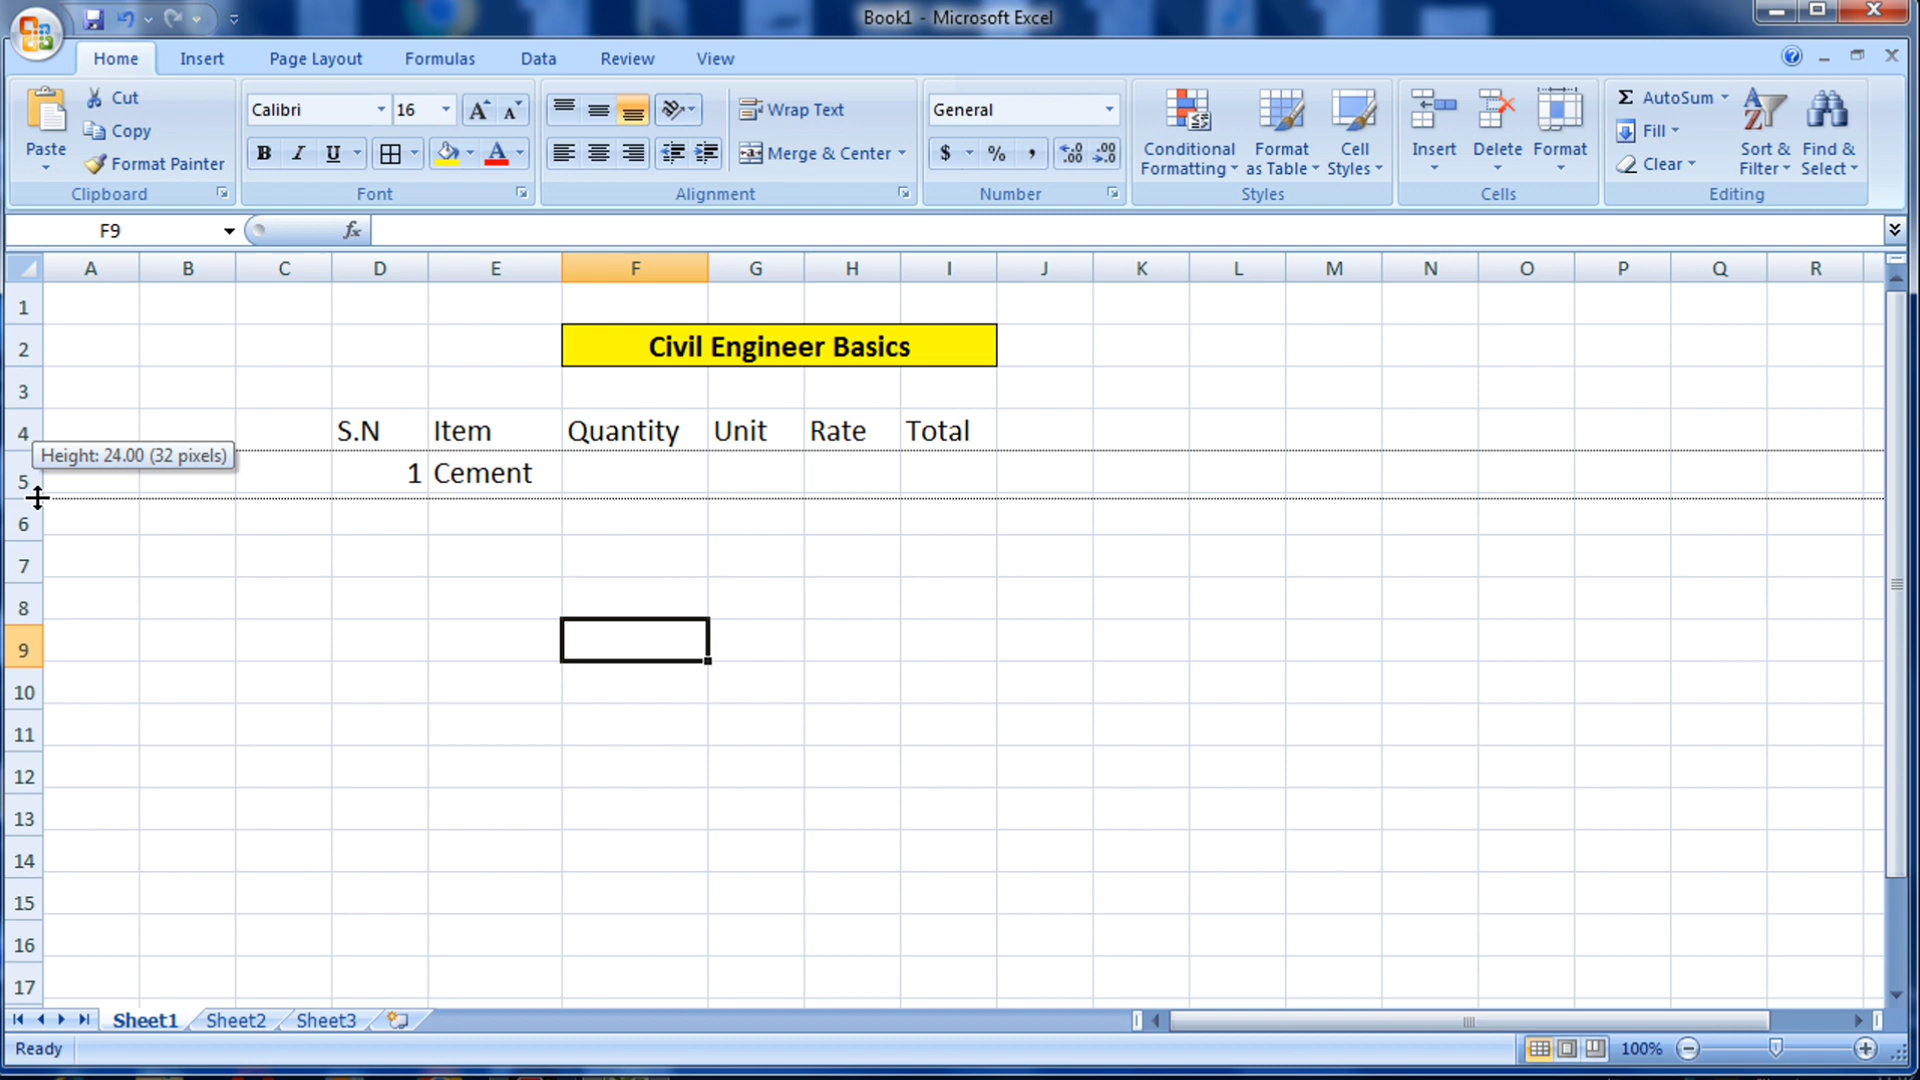 Book1 - Microsoft Excel
Home Insert Page Layout Formulas Data Review View
Paste Cut Copy Format Painter
Clipboard
Calibri 16 A A
B I U A
Font
Wrap Text
Merge & Center
Alignment
General
$ % , .0 .00 .00 .0
Number
Conditional Formatting Format as Table Cell Styles
Styles
Insert Delete Format
Cells
Σ AutoSum
Fill
Clear
Sort & Filter Find & Select
Editing
F9 fx
A B C D E F G H I J K L M N O P Q R
1
2 Civil Engineer Basics
3
4 S.N Item Quantity Unit Rate Total
Height: 24.00 (32 pixels)
5 1 Cement
6
7
8
9
10
11
12
13
14
15
16
17
Sheet1 Sheet2 Sheet3
Ready 100%